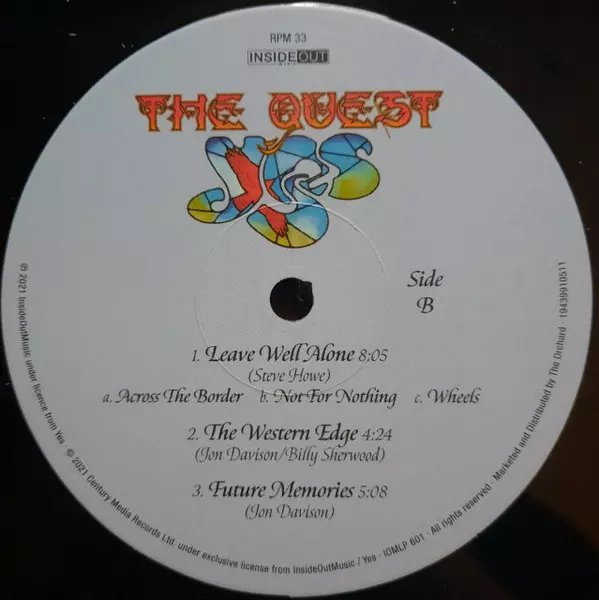 RPM 33
INSIDEOUT
MUSIC
THE QUEST
YES
Side
B
1. Leave Well Alone 8:05
(Steve Howe)
a. Across The Border b. Not For Nothing c. Wheels
2. The Western Edge 4:24
(Jon Davison/Billy Sherwood)
3. Future Memories 5:08
(Jon Davison)
℗ 2021 InsideOutMusic under licence from Yes · © 2021 Century Media Records Ltd. under exclusive license from InsideOutMusic / Yes · IOMLP 601 · All rights reserved · Marketed and Distributed by The Orchard · 19439910511